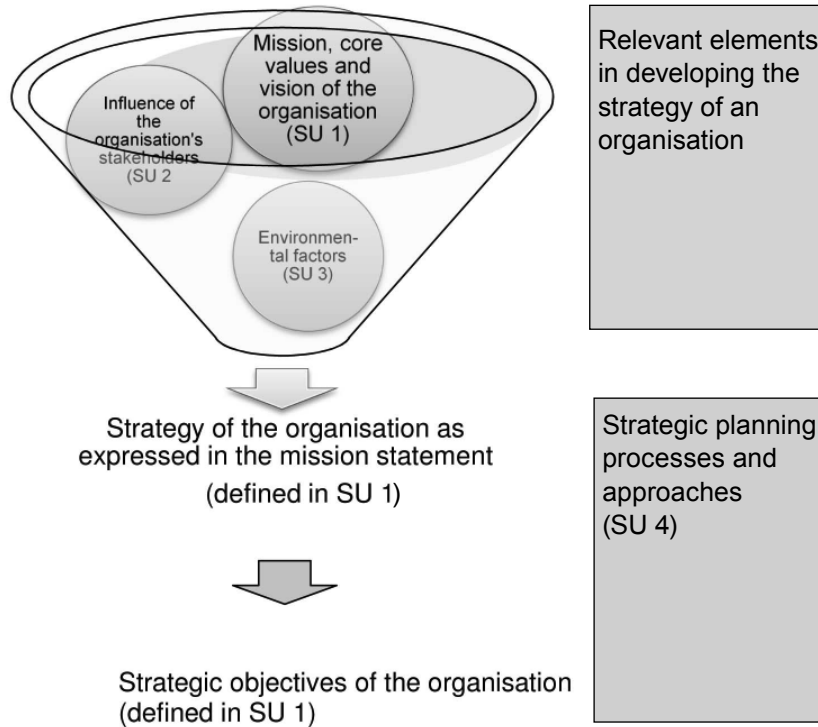 Mission, core
values and
vision of the
organisation
(SU 1)
Influence of
the
organisation's
stakeholders
(SU 2
Environmen-
tal factors
(SU 3)
Relevant elements
in developing the
strategy of an
organisation
Strategy of the organisation as
expressed in the mission statement
(defined in SU 1)
Strategic planning
processes and
approaches
(SU 4)
Strategic objectives of the organisation
(defined in SU 1)